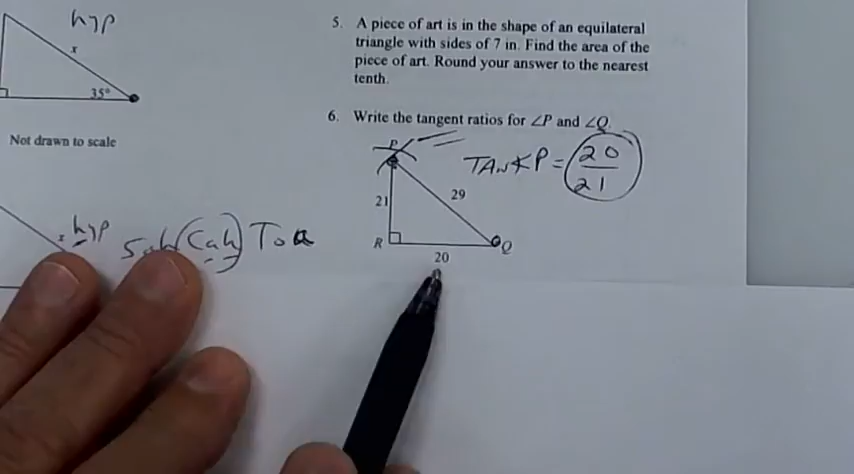 hyp
x
35°
Not drawn to scale
x
hyp
Soh Cah Toa
5. A piece of art is in the shape of an equilateral
triangle with sides of 7 in. Find the area of the
piece of art. Round your answer to the nearest
tenth.
6. Write the tangent ratios for ∠P and ∠Q.
P
TAN∢P = 20/21
21
29
R
Q
20